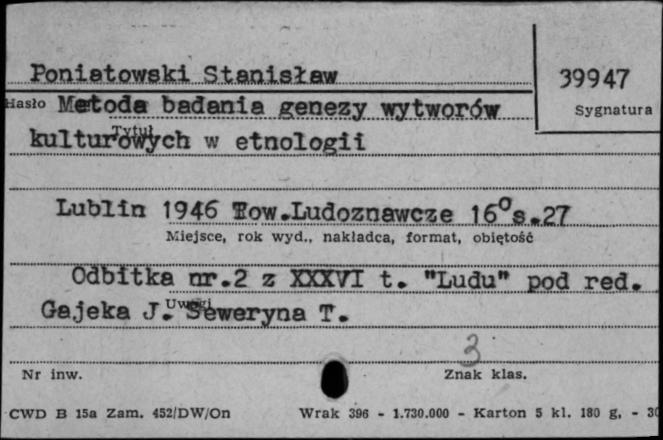 Poniatowski Stanisław
39947
Hasło Metoda badania genezy wytworów
Sygnatura
Tytuł
kulturowych w etnologii
Lublin 1946 Tow.Ludoznawcze 16° s.27
Miejsce, rok wyd., nakładca, format, objętość
Odbitka nr.2 z XXXVI t. "Ludu" pod red.
Uwagi
Gajeka J. Seweryna T.
3
Nr inw.
Znak klas.
CWD B 15a Zam. 452/DW/On Wrak 396 - 1.730.000 - Karton 5 kl. 180 g, - 30